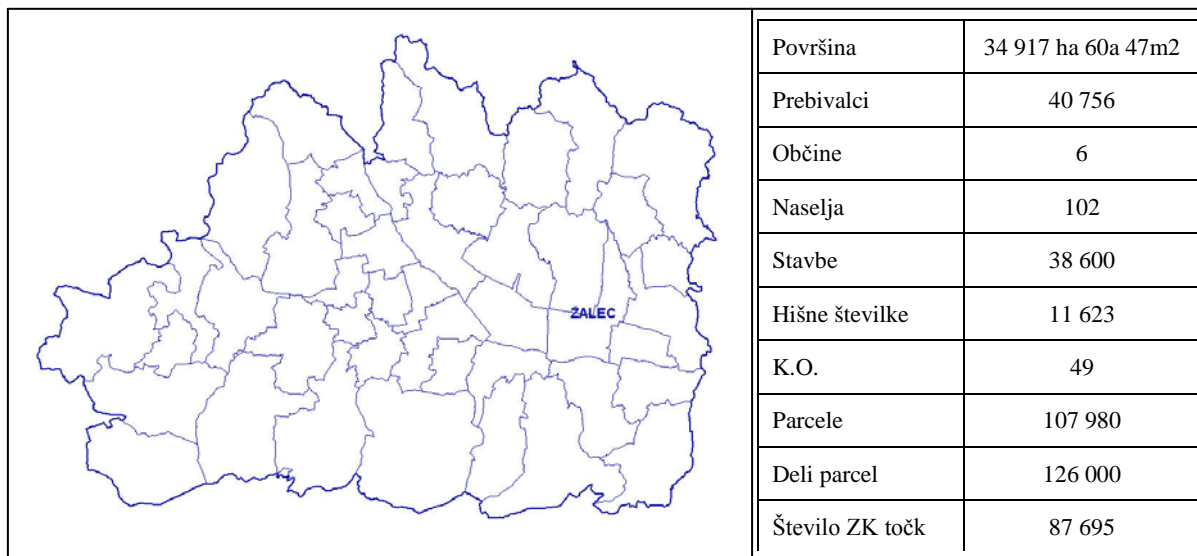 ŽALEC
Površina 34 917 ha 60a 47m2
Prebivalci 40 756
Občine 6
Naselja 102
Stavbe 38 600
Hišne številke 11 623
K.O. 49
Parcele 107 980
Deli parcel 126 000
Število ZK točk 87 695